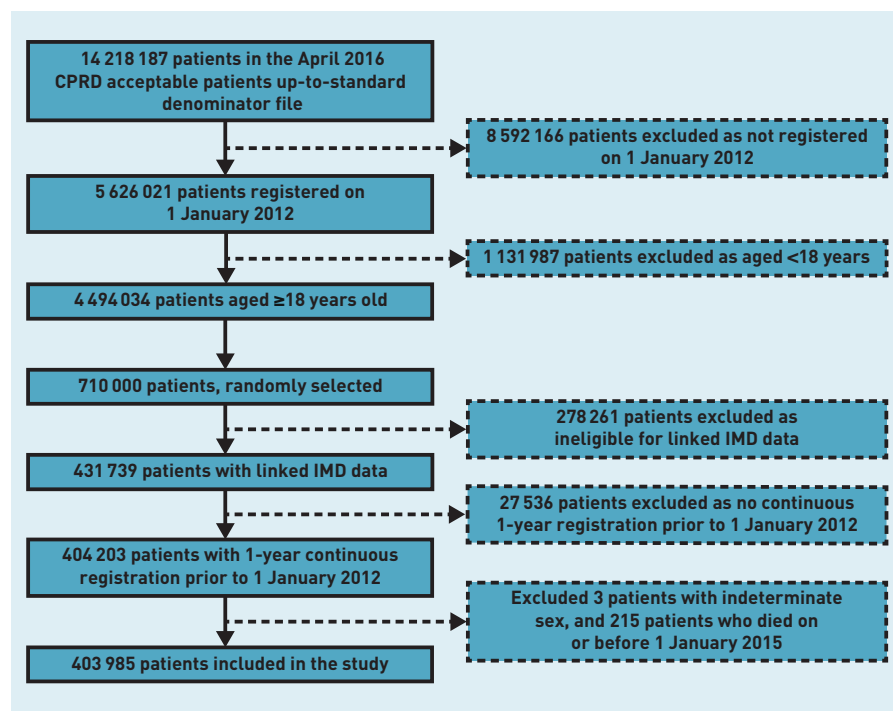 14 218 187 patients in the April 2016
CPRD acceptable patients up-to-standard
denominator file
8 592 166 patients excluded as not registered
on 1 January 2012
5 626 021 patients registered on
1 January 2012
1 131 987 patients excluded as aged <18 years
4 494 034 patients aged ≥18 years old
710 000 patients, randomly selected
278 261 patients excluded as
ineligible for linked IMD data
431 739 patients with linked IMD data
27 536 patients excluded as no continuous
1-year registration prior to 1 January 2012
404 203 patients with 1-year continuous
registration prior to 1 January 2012
Excluded 3 patients with indeterminate
sex, and 215 patients who died on
or before 1 January 2015
403 985 patients included in the study